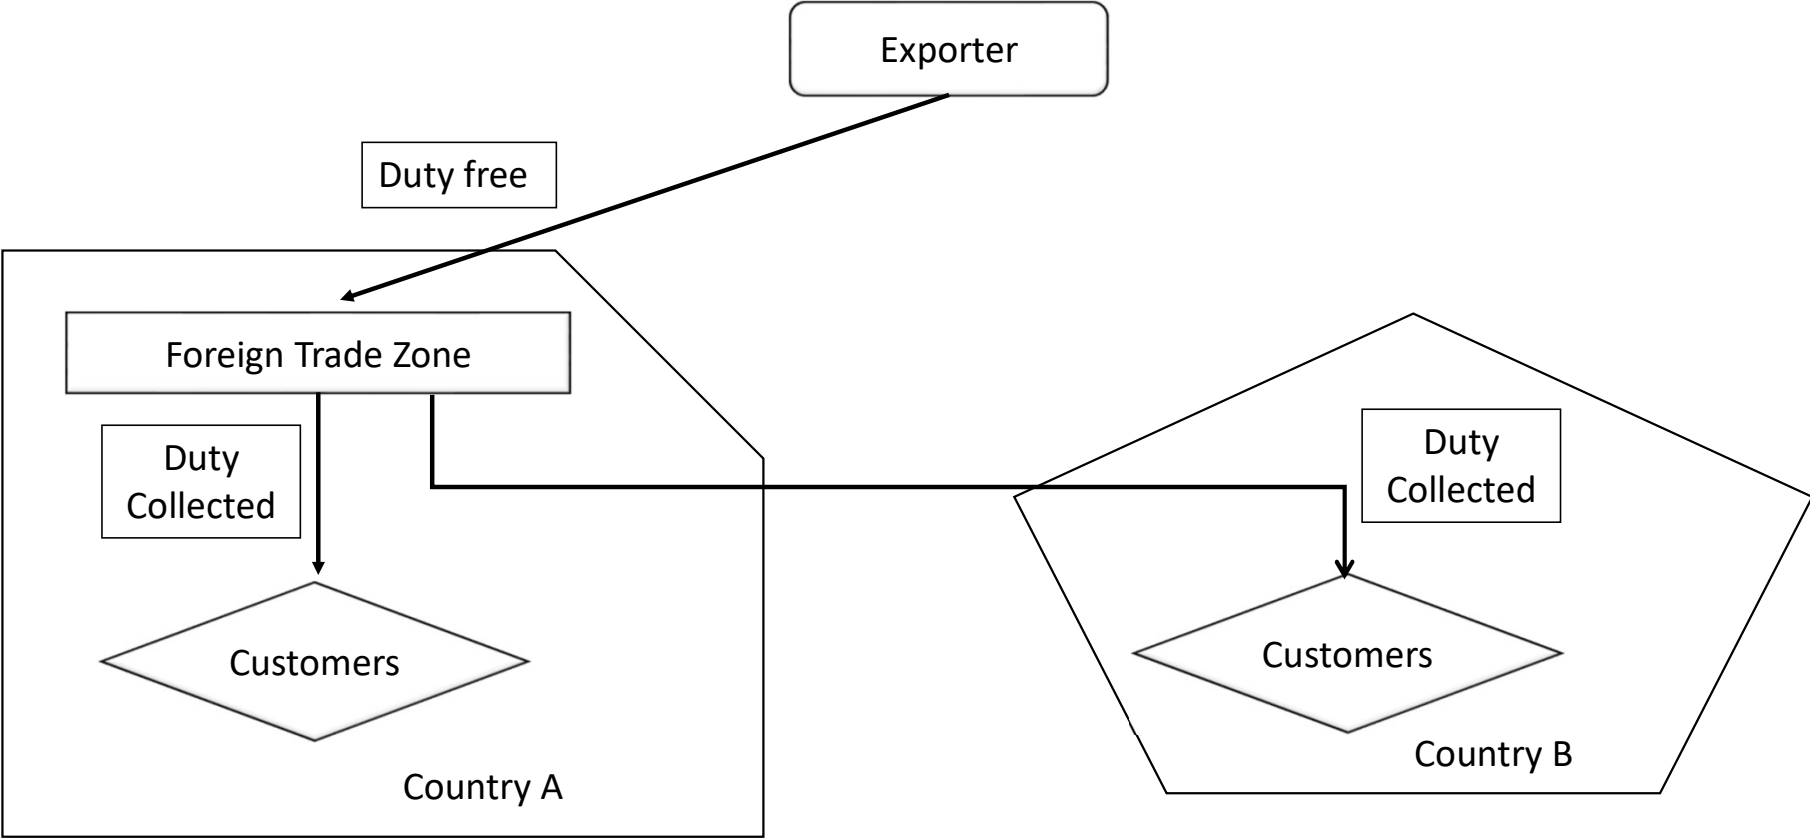 Exporter
Duty free
Foreign Trade Zone
Duty
Collected
Customers
Country A
Duty
Collected
Customers
Country B